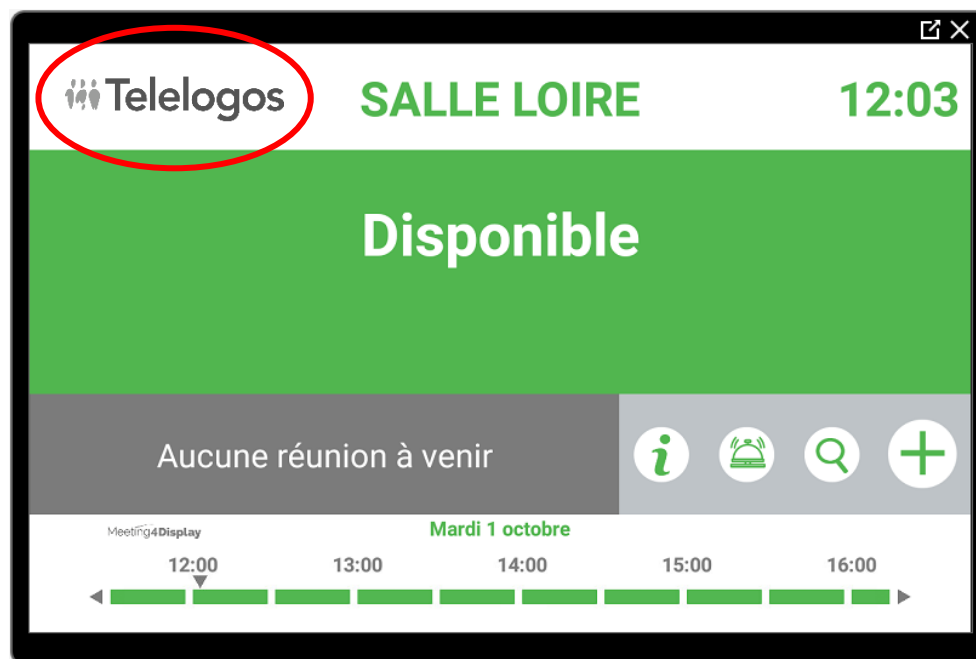 Telelogos SALLE LOIRE 12:03
Disponible
Aucune réunion à venir
Meeting4Display Mardi 1 octobre
12:00 13:00 14:00 15:00 16:00